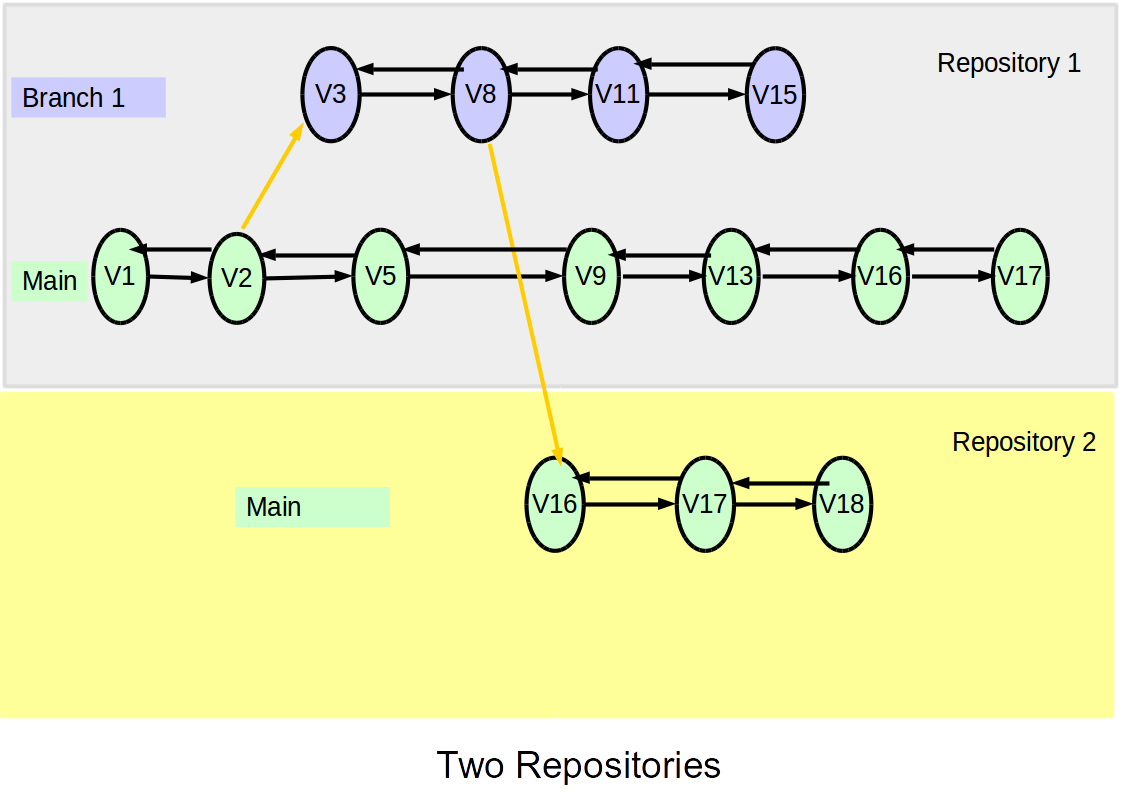 Repository 1
Branch 1
V3 V8 V11 V15
Main
V1 V2 V5 V9 V13 V16 V17
Repository 2
Main
V16 V17 V18
Two Repositories